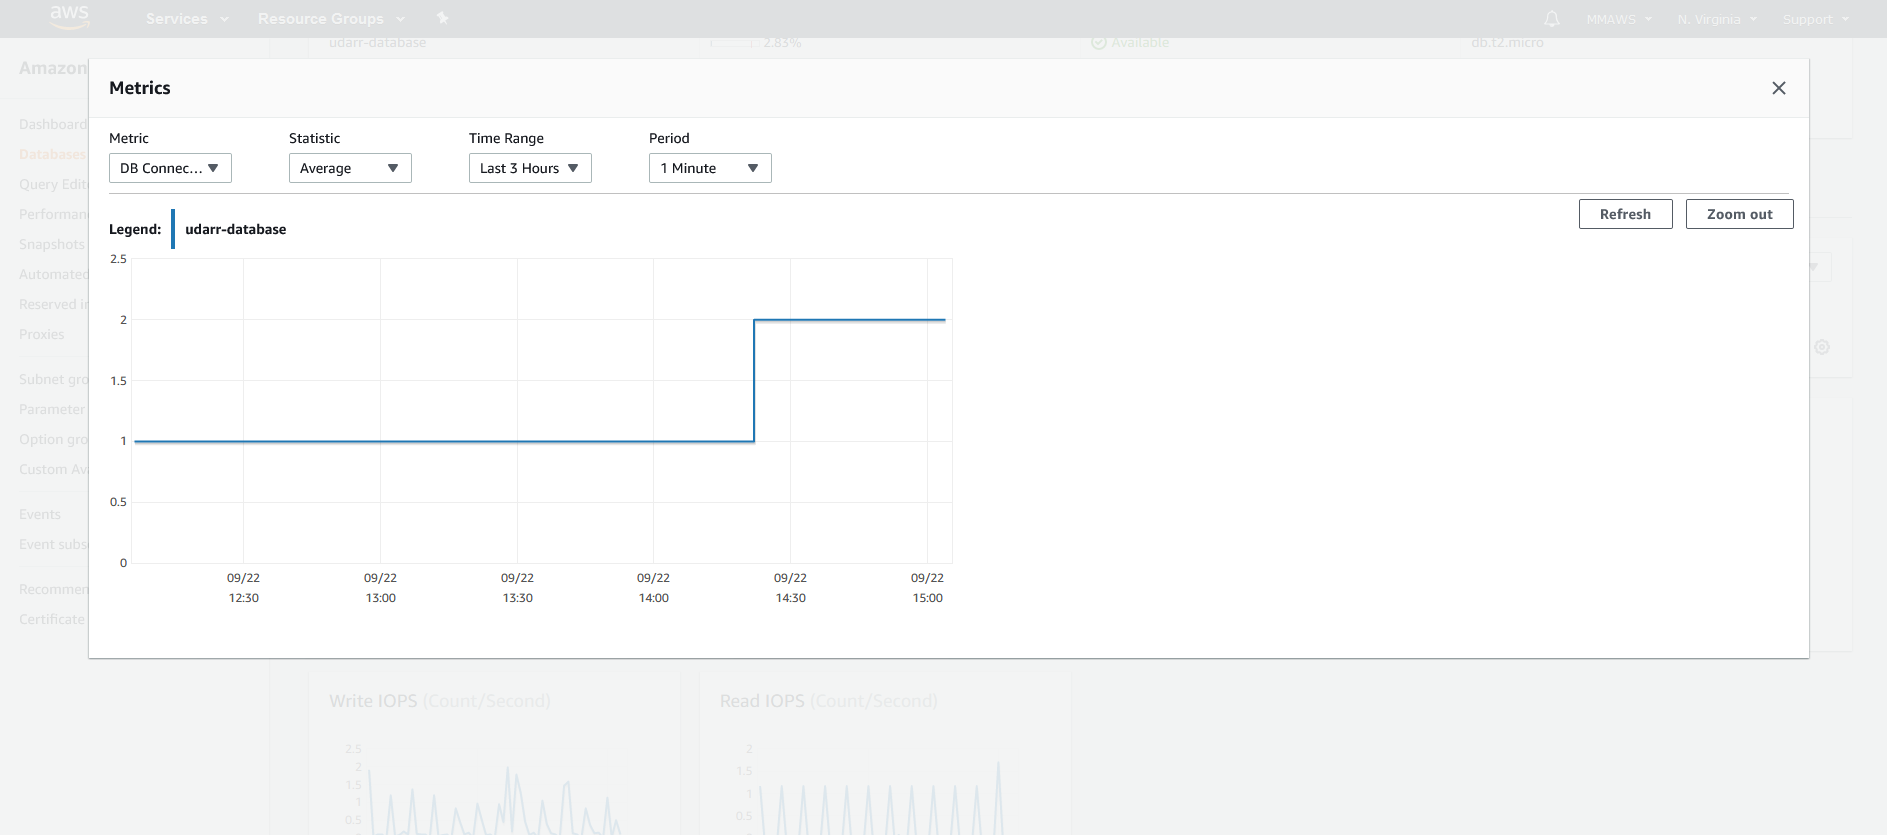 aws Services Resource Groups MMAWS N. Virginia Support
udarr-database 2.83% Available db.t2.micro
Amazon
Metrics
Dashboard
Databases
Query Edit
Performan
Snapshots
Automated
Reserved in
Proxies
Subnet gro
Parameter
Option gro
Custom Av
Events
Event subs
Recommen
Certificate
Metric Statistic Time Range Period
DB Connec... Average Last 3 Hours 1 Minute
Refresh Zoom out
Legend: udarr-database
2.5
2
1.5
1
0.5
0
09/22 09/22 09/22 09/22 09/22 09/22
12:30 13:00 13:30 14:00 14:30 15:00
Write IOPS (Count/Second)
2.5
2
1.5
1
0.5
Read IOPS (Count/Second)
2
1.5
1
0.5